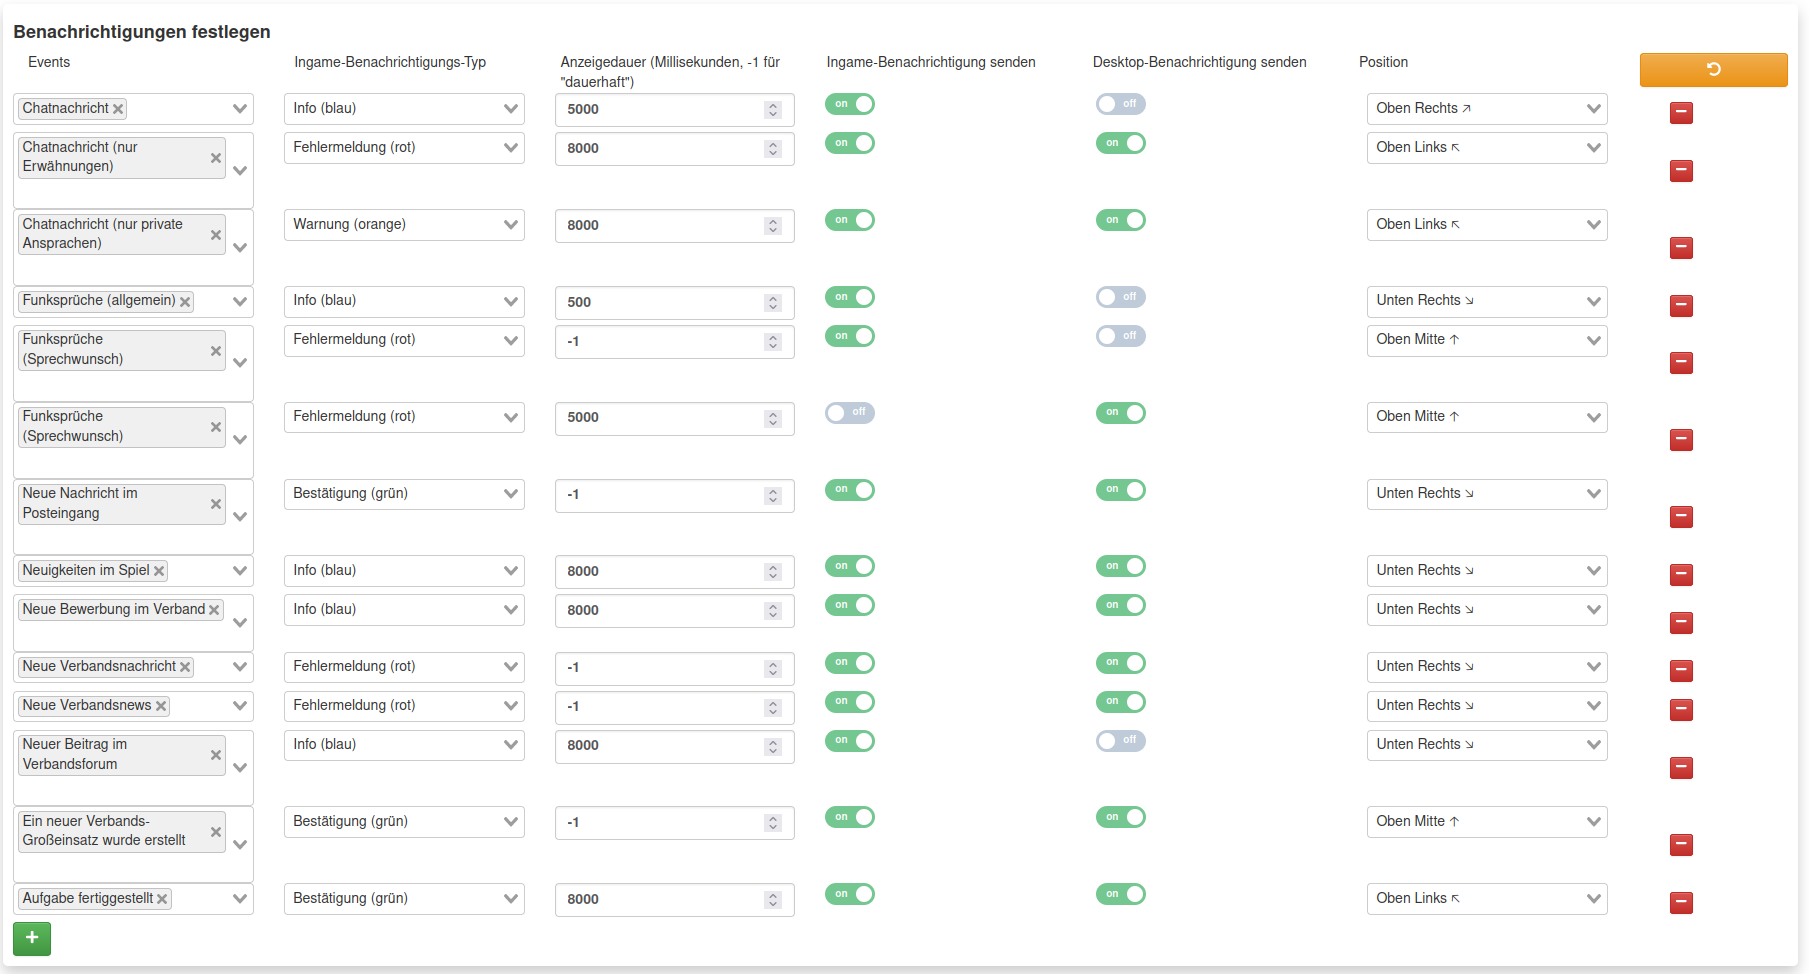 Benachrichtigungen festlegen
Events Ingame-Benachrichtigungs-Typ Anzeigedauer (Millisekunden, -1 für "dauerhaft") Ingame-Benachrichtigung senden Desktop-Benachrichtigung senden Position
Chatnachricht Info (blau) 5000 on off Oben Rechts ↗
Chatnachricht (nur Erwähnungen) Fehlermeldung (rot) 8000 on on Oben Links ↖
Chatnachricht (nur private Ansprachen) Warnung (orange) 8000 on on Oben Links ↖
Funksprüche (allgemein) Info (blau) 500 on off Unten Rechts ↘
Funksprüche (Sprechwunsch) Fehlermeldung (rot) -1 on off Oben Mitte ↑
Funksprüche (Sprechwunsch) Fehlermeldung (rot) 5000 off on Oben Mitte ↑
Neue Nachricht im Posteingang Bestätigung (grün) -1 on on Unten Rechts ↘
Neuigkeiten im Spiel Info (blau) 8000 on on Unten Rechts ↘
Neue Bewerbung im Verband Info (blau) 8000 on on Unten Rechts ↘
Neue Verbandsnachricht Fehlermeldung (rot) -1 on on Unten Rechts ↘
Neue Verbandsnews Fehlermeldung (rot) -1 on on Unten Rechts ↘
Neuer Beitrag im Verbandsforum Info (blau) 8000 on off Unten Rechts ↘
Ein neuer Verbands-Großeinsatz wurde erstellt Bestätigung (grün) -1 on on Oben Mitte ↑
Aufgabe fertiggestellt Bestätigung (grün) 8000 on on Oben Links ↖